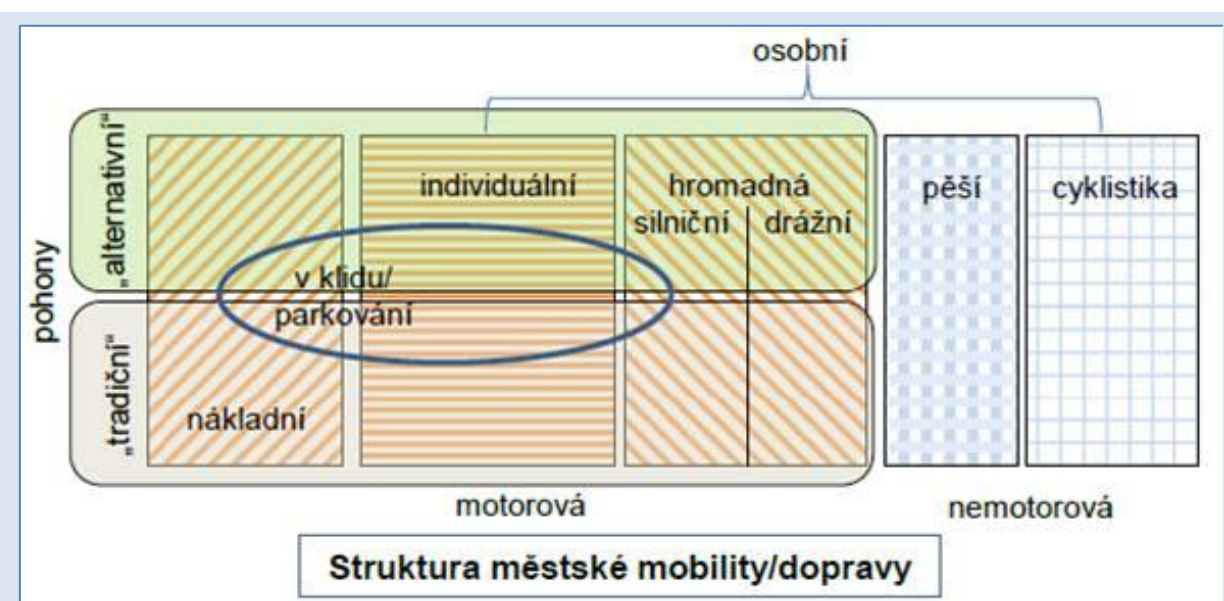 osobní
„alternativní“
individuální
hromadná
silniční
drážní
pěší
cyklistika
pohony
v klidu/
parkování
„tradiční“
nákladní
motorová
nemotorová
Struktura městské mobility/dopravy